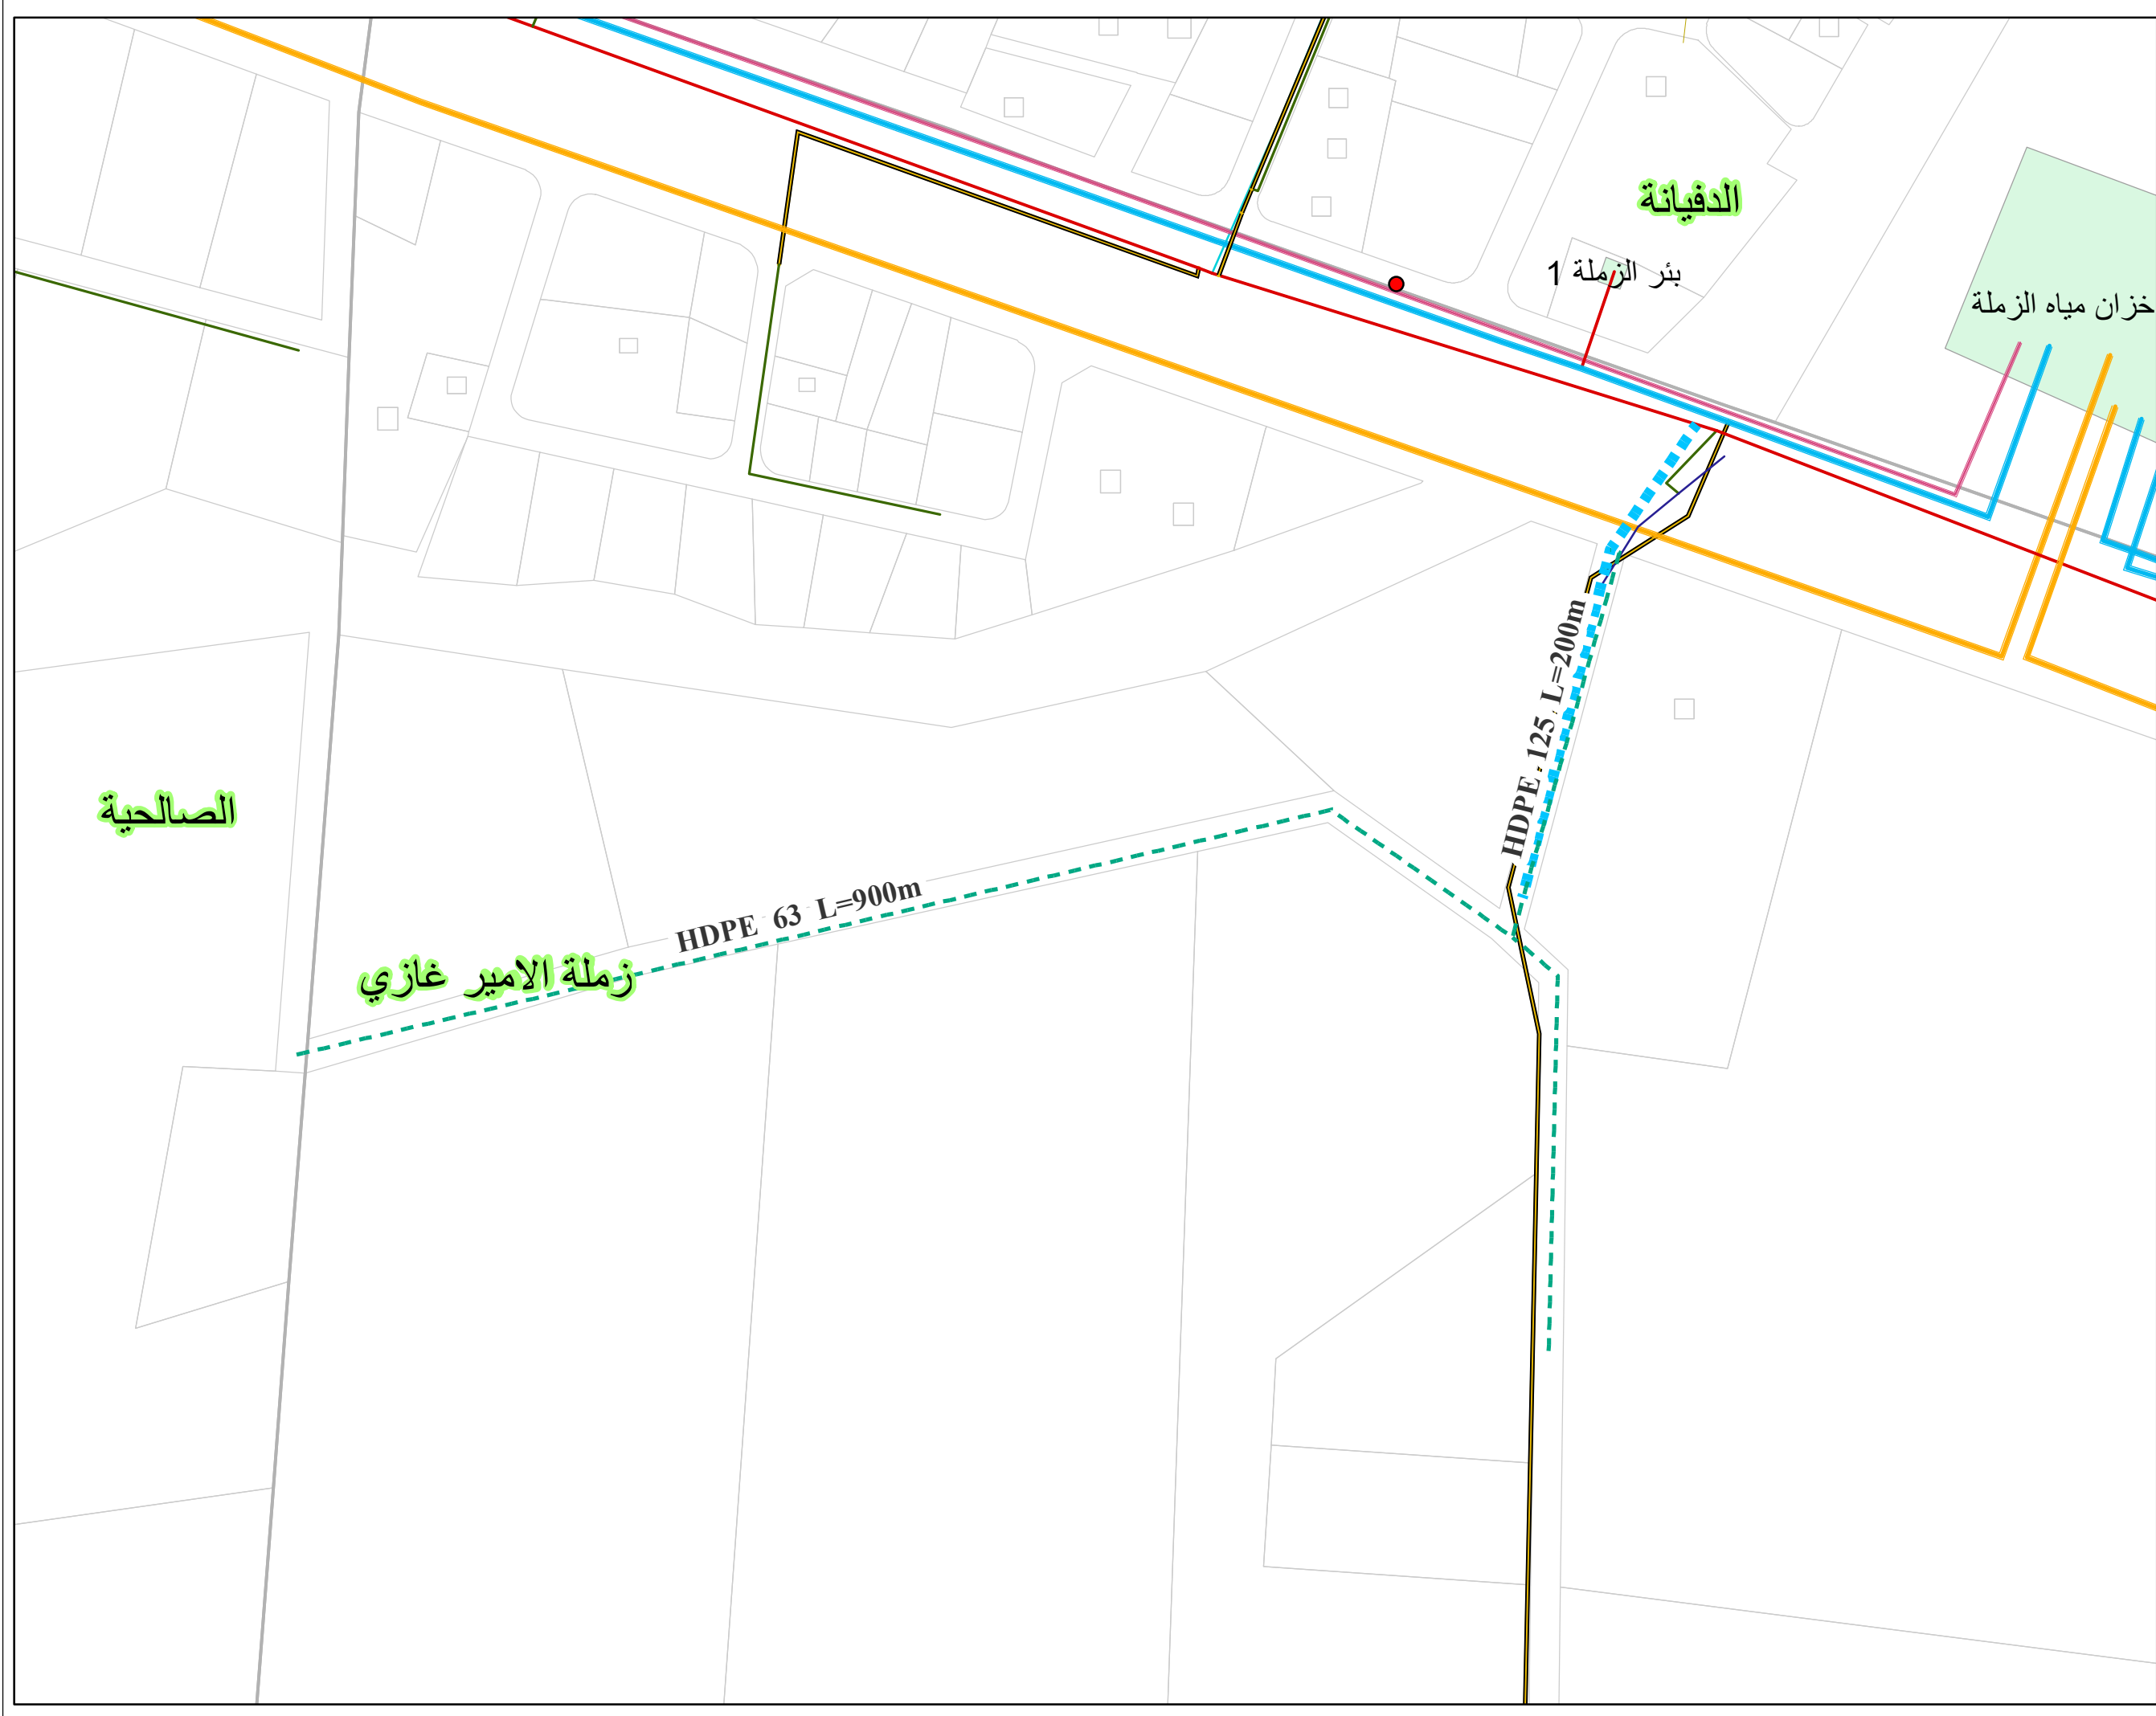 الدفيانة
بئر الزملة 1
خزان مياه الزملة
HDPE 125 L=200m
الصالحية
HDPE 63 L=900m
زملة الامير غازي